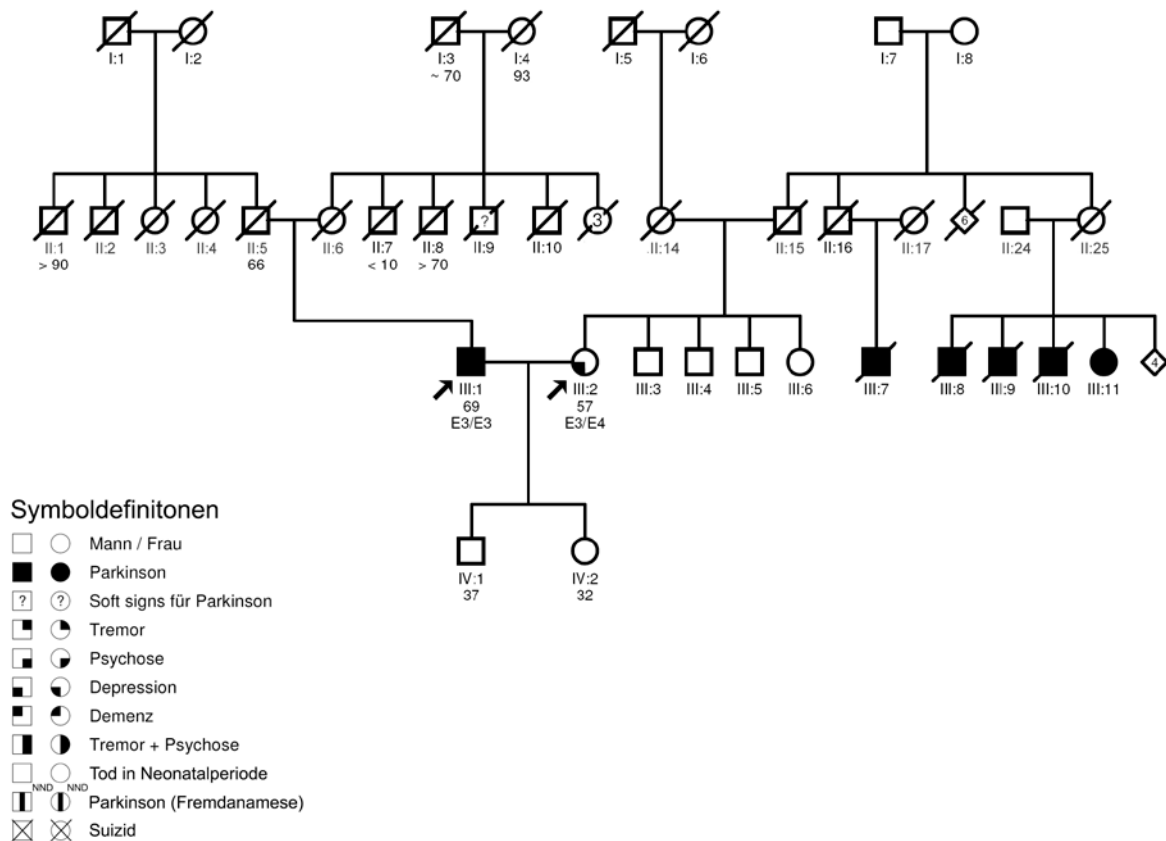 I:1 I:2 I:3 I:4 I:5 I:6 I:7 I:8
~ 70 93
? 3 6
II:1 II:2 II:3 II:4 II:5 II:6 II:7 II:8 II:9 II:10 II:14 II:15 II:16 II:17 II:24 II:25
> 90 66 < 10 > 70
4
III:1 III:2 III:3 III:4 III:5 III:6 III:7 III:8 III:9 III:10 III:11
69 57
E3/E3 E3/E4
IV:1 IV:2
37 32
Symboldefinitonen
Mann / Frau
Parkinson
? ? Soft signs für Parkinson
Tremor
Psychose
Depression
Demenz
Tremor + Psychose
Tod in Neonatalperiode
NND NND
Parkinson (Fremdanamese)
Suizid